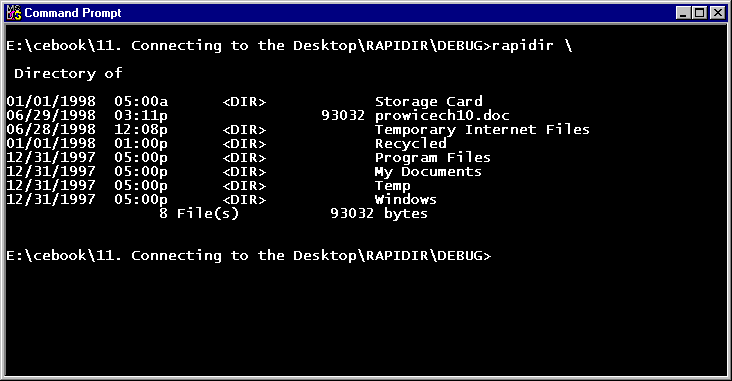 Command Prompt
E:\cebook\11. Connecting to the Desktop\RAPIDIR\DEBUG>rapidir \
Directory of
01/01/1998  05:00a      <DIR>            Storage Card
06/29/1998  03:11p                 93032 prowicech10.doc
06/28/1998  12:08p      <DIR>            Temporary Internet Files
01/01/1998  01:00p      <DIR>            Recycled
12/31/1997  05:00p      <DIR>            Program Files
12/31/1997  05:00p      <DIR>            My Documents
12/31/1997  05:00p      <DIR>            Temp
12/31/1997  05:00p      <DIR>            Windows
8 File(s)          93032 bytes
E:\cebook\11. Connecting to the Desktop\RAPIDIR\DEBUG>